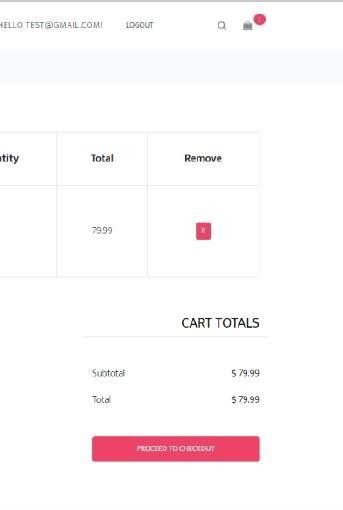 HELLO TEST@GMAIL.COM! LOGOUT
ntity Total Remove
79.99 X
CART TOTALS
Subtotal $ 79.99
Total $ 79.99
PROCEED TO CHECKOUT